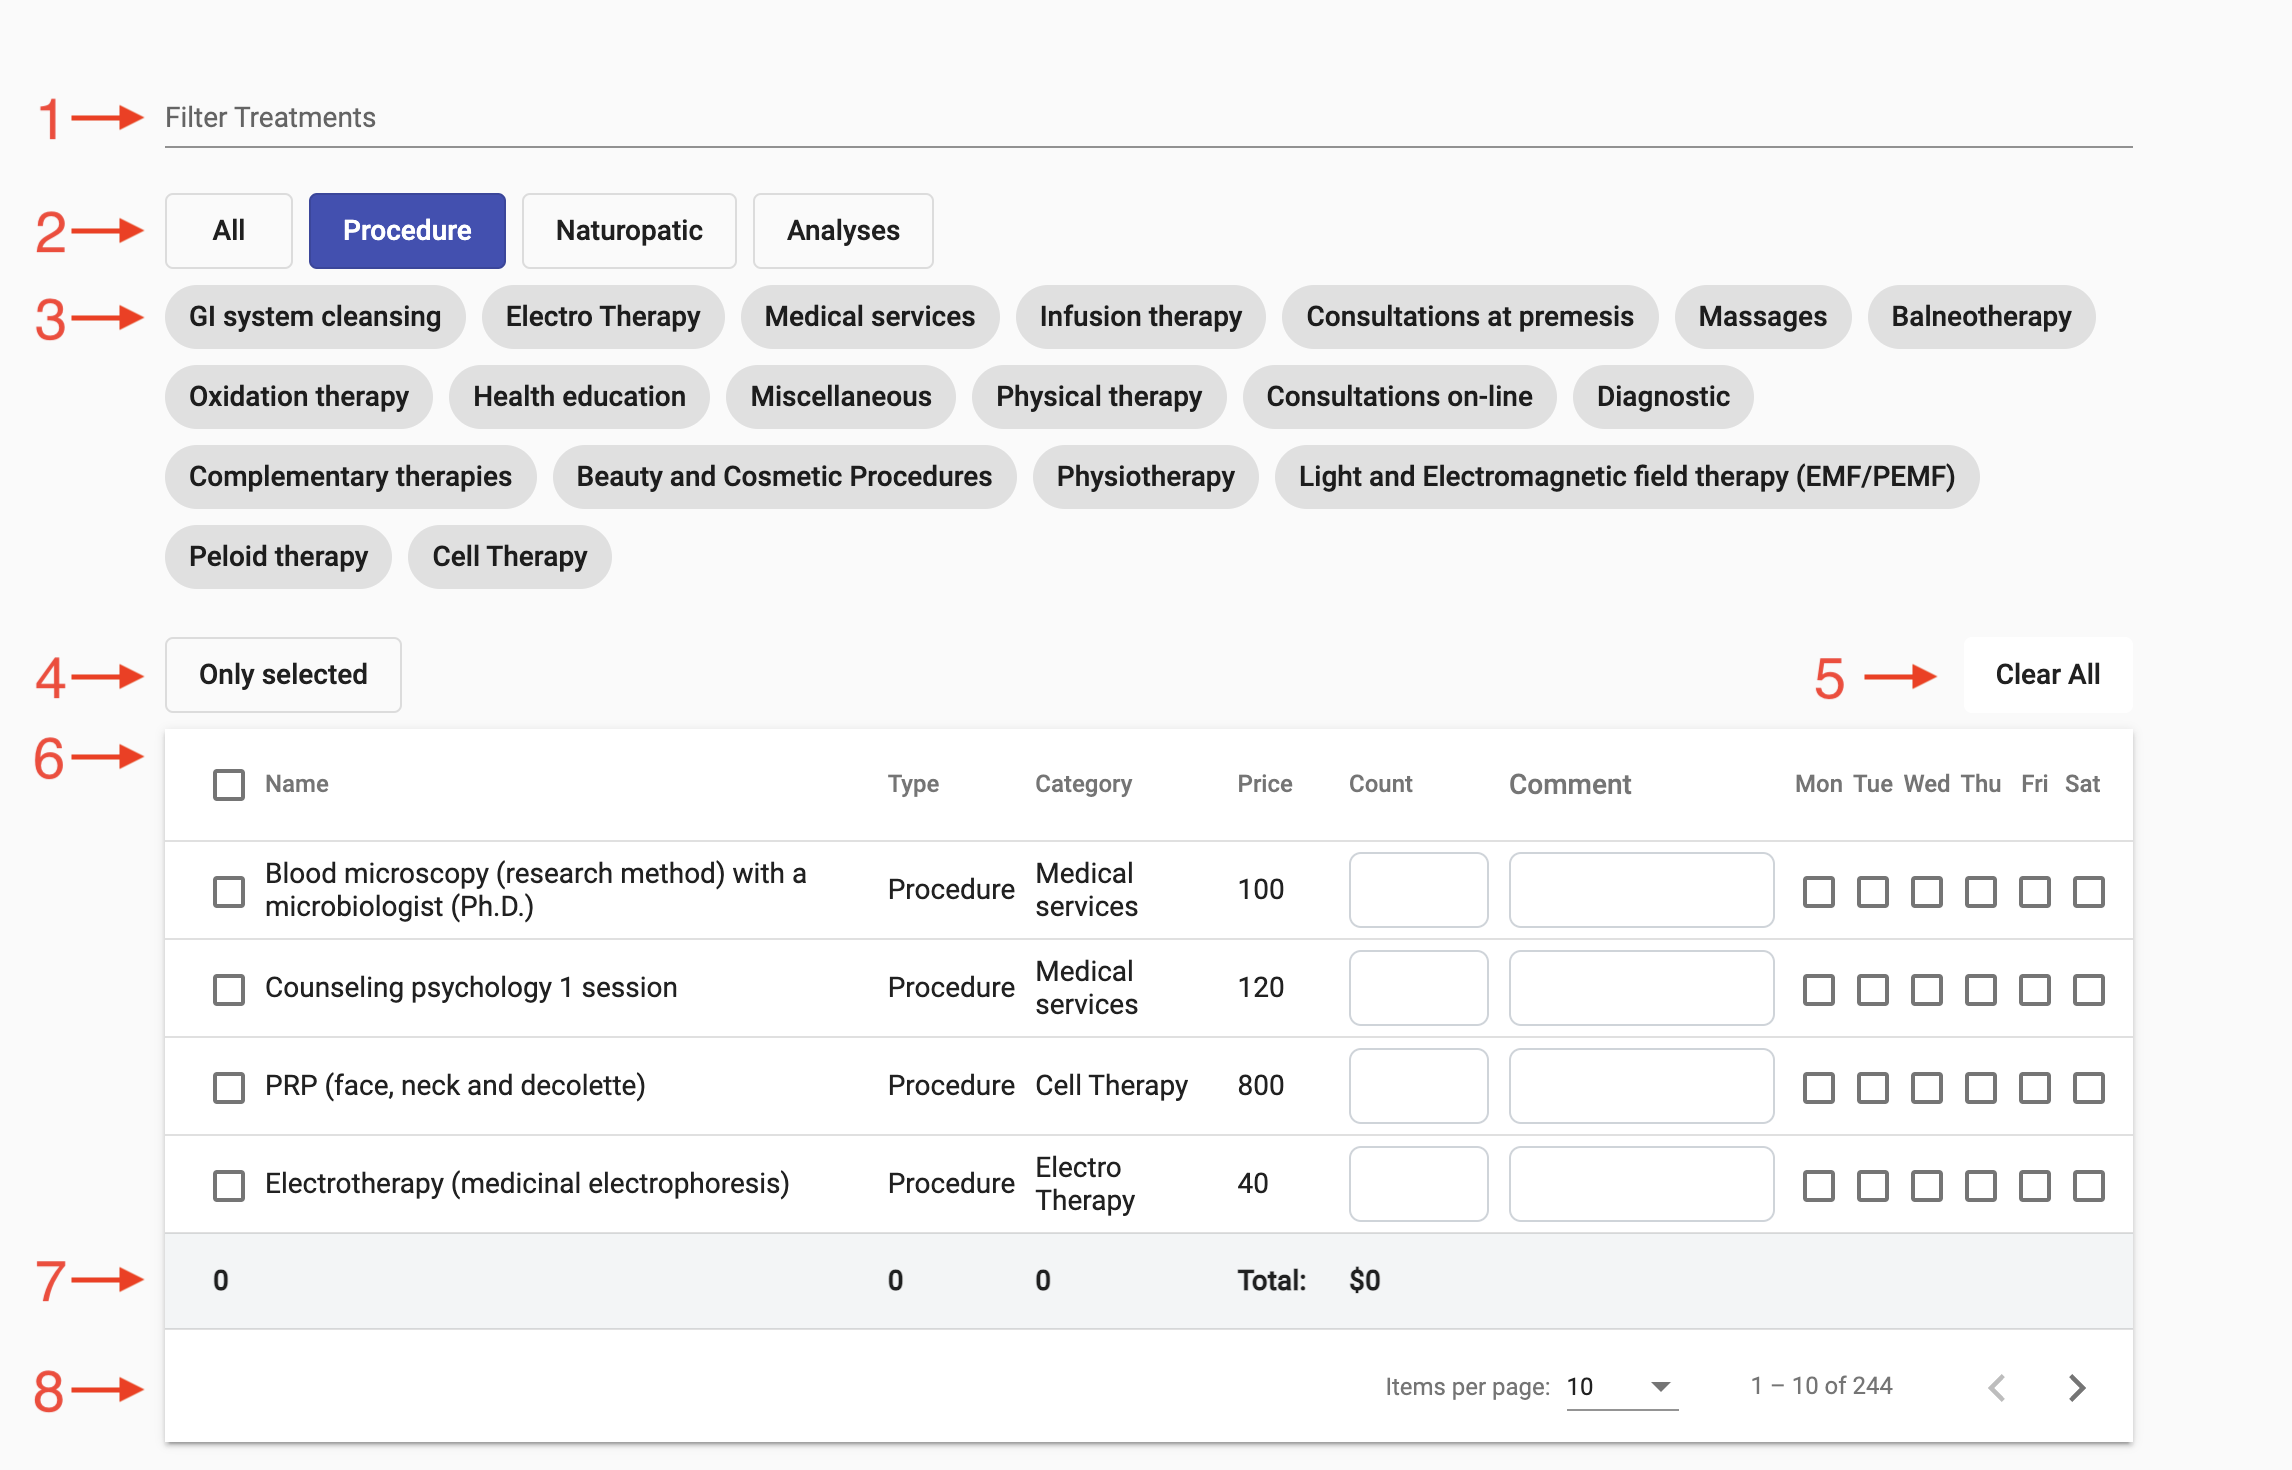 1 Filter Treatments
2 All Procedure Naturopatic Analyses
3 GI system cleansing Electro Therapy Medical services Infusion therapy Consultations at premesis Massages Balneotherapy
Oxidation therapy Health education Miscellaneous Physical therapy Consultations on-line Diagnostic
Complementary therapies Beauty and Cosmetic Procedures Physiotherapy Light and Electromagnetic field therapy (EMF/PEMF)
Peloid therapy Cell Therapy
4 Only selected 5 Clear All
6 Name Type Category Price Count Comment Mon Tue Wed Thu Fri Sat
Blood microscopy (research method) with a
microbiologist (Ph.D.) Procedure Medical
services 100
Counseling psychology 1 session Procedure Medical
services 120
PRP (face, neck and decolette) Procedure Cell Therapy 800
Electrotherapy (medicinal electrophoresis) Procedure Electro
Therapy 40
7 0 0 0 Total: $0
8 Items per page: 10 1 – 10 of 244